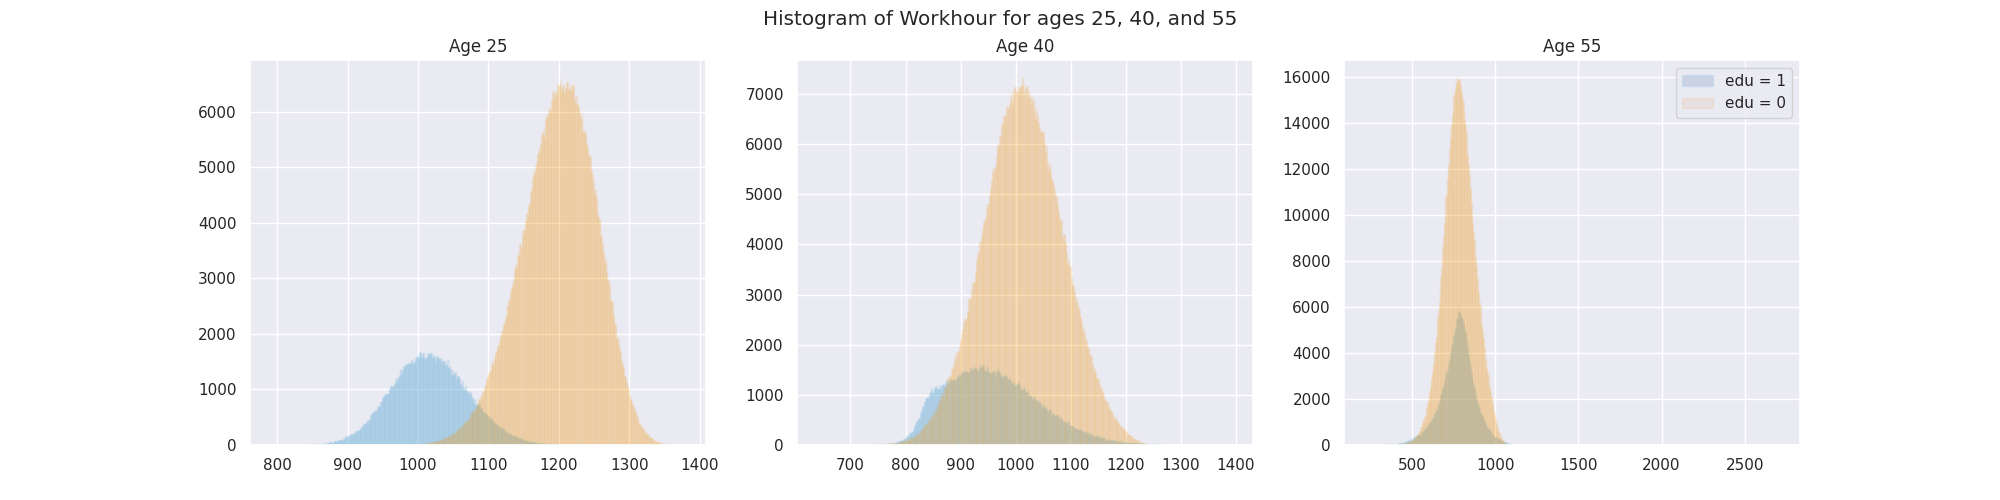 Histogram of Workhour for ages 25, 40, and 55
Age 25
6000
5000
4000
3000
2000
1000
0
800 900 1000 1100 1200 1300 1400
Age 40
7000
6000
5000
4000
3000
2000
1000
0
700 800 900 1000 1100 1200 1300 1400
Age 55
16000
14000
12000
10000
8000
6000
4000
2000
0
500 1000 1500 2000 2500
edu = 1
edu = 0